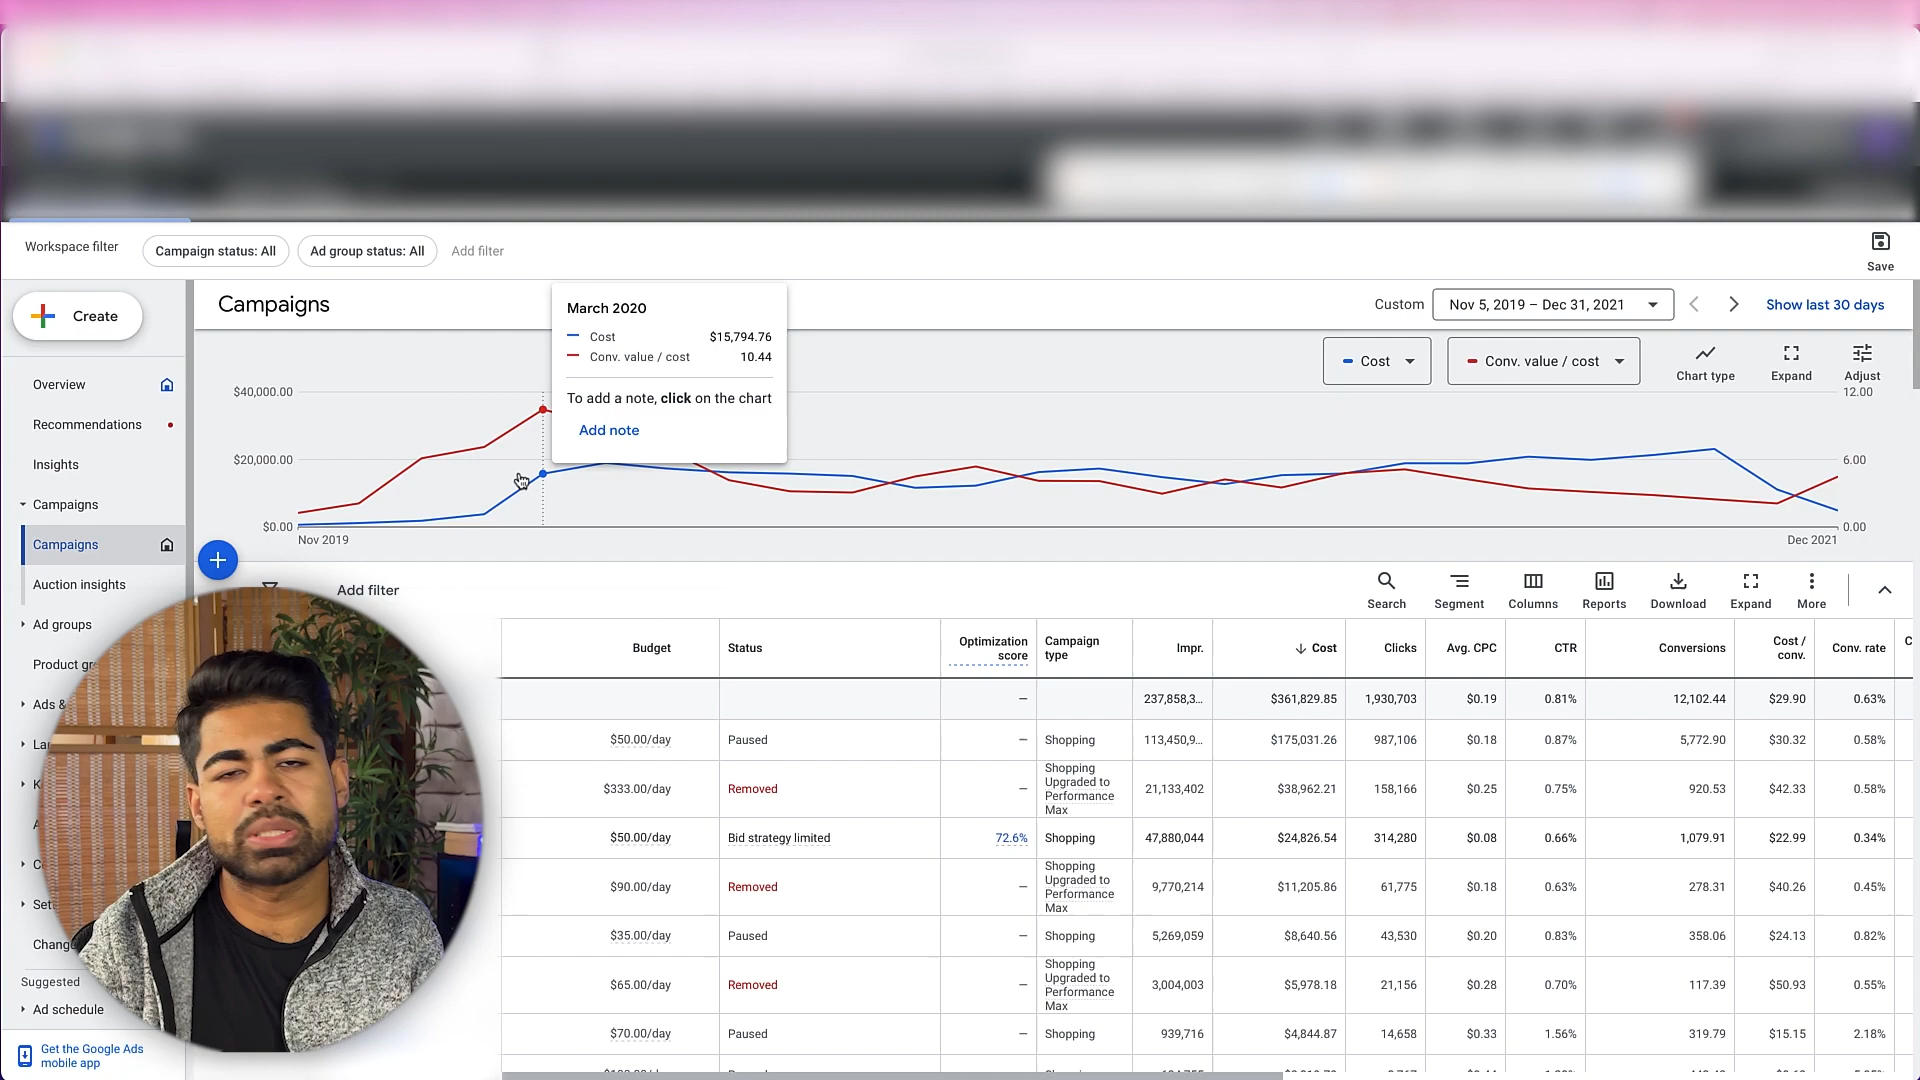 Workspace filter
Campaign status: All
Ad group status: All
Add filter
Save
Create
Campaigns
Custom
Nov 5, 2019 – Dec 31, 2021
Show last 30 days
March 2020
Cost $15,794.76
Conv. value / cost 10.44
To add a note, click on the chart
Add note
Cost
Conv. value / cost
Chart type
Expand
Adjust
$40,000.00
12.00
$20,000.00
6.00
$0.00
0.00
Nov 2019
Dec 2021
Overview
Recommendations
Insights
Campaigns
Campaigns
Auction insights
Ad groups
Product gr
Ads &
La
K
A
C
Set
Change
Suggested
Ad schedule
Get the Google Ads
mobile app
Add filter
Search
Segment
Columns
Reports
Download
Expand
More
Budget Status Optimization score Campaign type Impr. Cost Clicks Avg. CPC CTR Conversions Cost / conv. Conv. rate C
– 237,858,3… $361,829.85 1,930,703 $0.19 0.81% 12,102.44 $29.90 0.63%
$50.00/day Paused – Shopping 113,450,9… $175,031.26 987,106 $0.18 0.87% 5,772.90 $30.32 0.58%
$333.00/day Removed – Shopping Upgraded to Performance Max 21,133,402 $38,962.21 158,166 $0.25 0.75% 920.53 $42.33 0.58%
$50.00/day Bid strategy limited 72.6% Shopping 47,880,044 $24,826.54 314,280 $0.08 0.66% 1,079.91 $22.99 0.34%
$90.00/day Removed – Shopping Upgraded to Performance Max 9,770,214 $11,205.86 61,775 $0.18 0.63% 278.31 $40.26 0.45%
$35.00/day Paused – Shopping 5,269,059 $8,640.56 43,530 $0.20 0.83% 358.06 $24.13 0.82%
$65.00/day Removed – Shopping Upgraded to Performance Max 3,004,003 $5,978.18 21,156 $0.28 0.70% 117.39 $50.93 0.55%
$70.00/day Paused – Shopping 939,716 $4,844.87 14,658 $0.33 1.56% 319.79 $15.15 2.18%